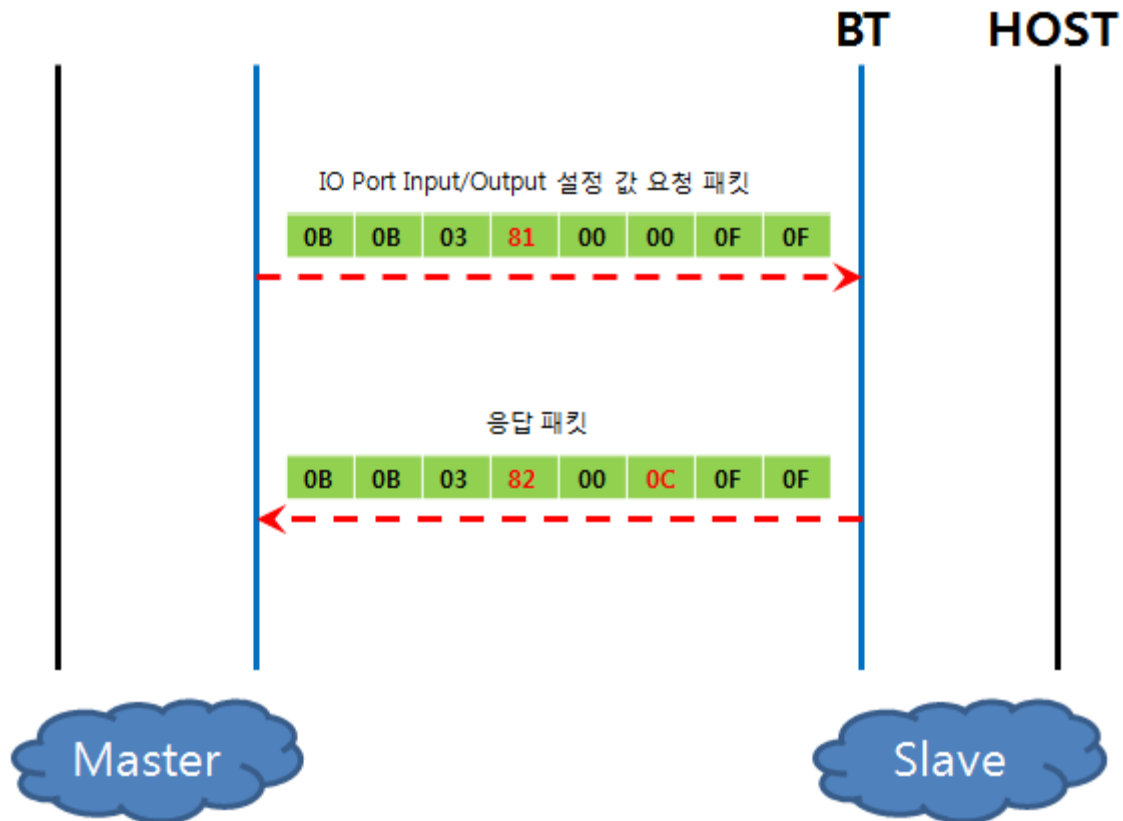 BT HOST
IO Port Input/Output 설정 값 요청 패킷
0B 0B 03 81 00 00 0F 0F
응답 패킷
0B 0B 03 82 00 0C 0F 0F
Master Slave